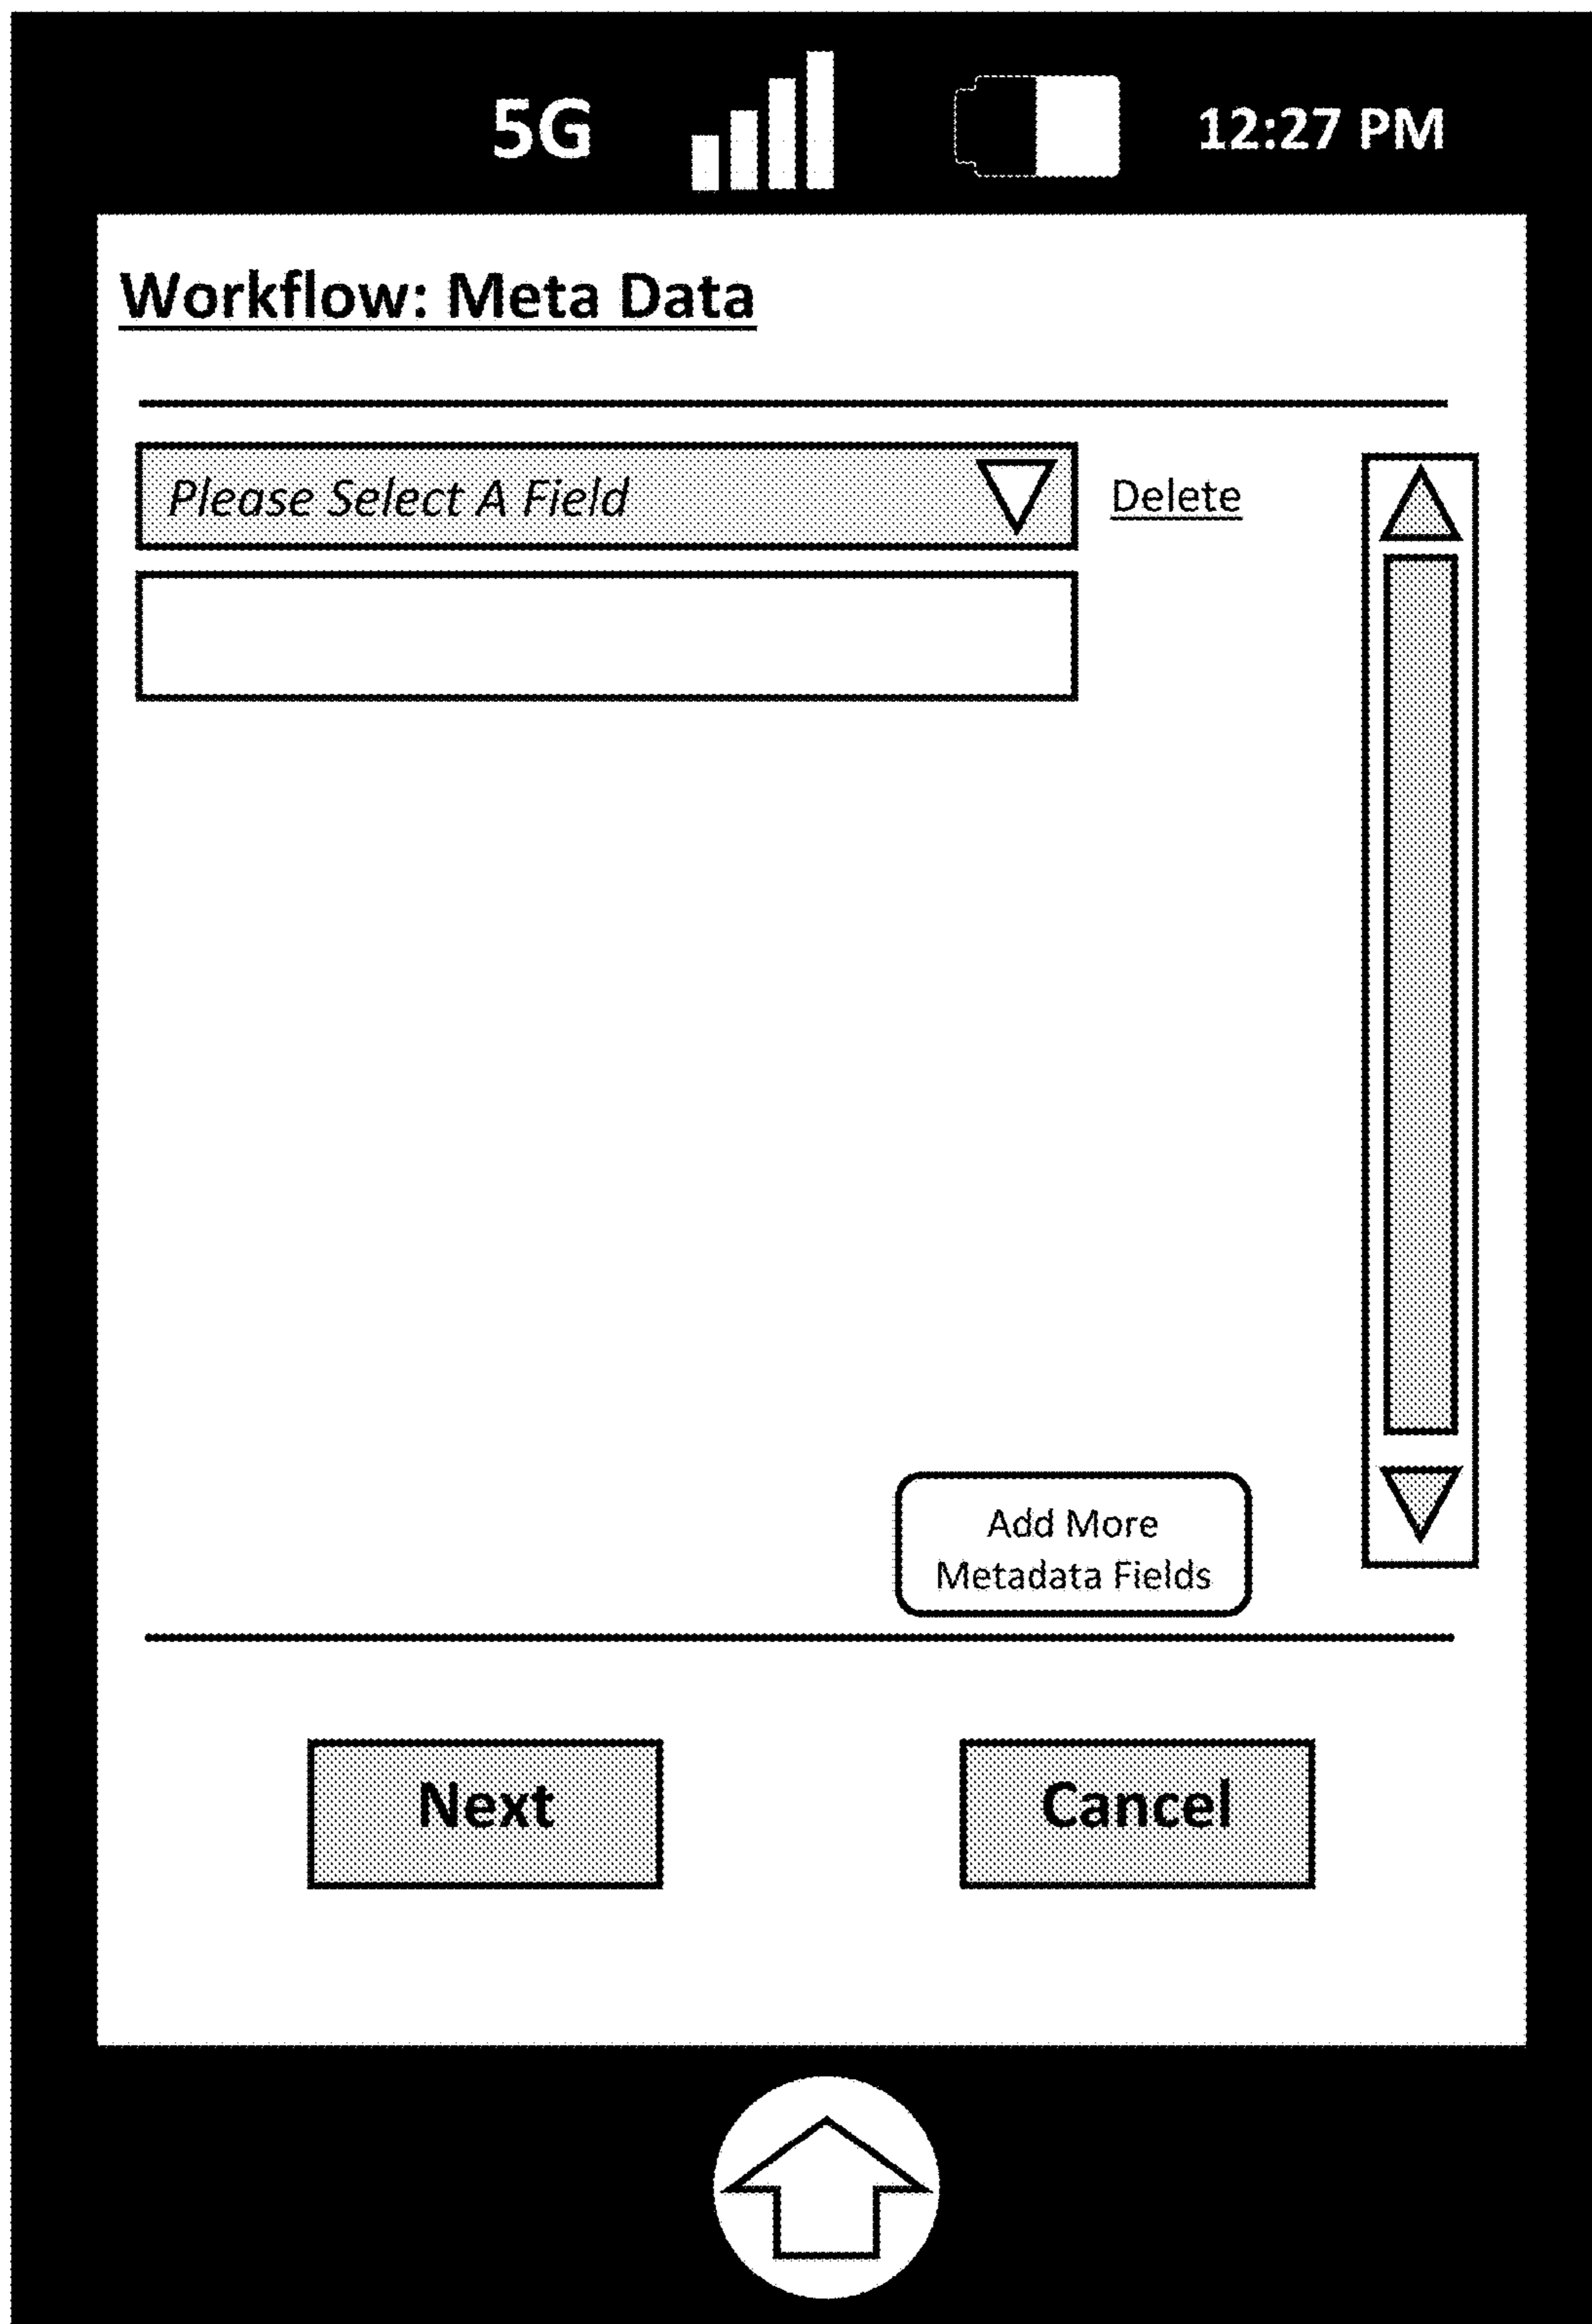 5G 12:27 PM
Workflow: Meta Data
Please Select A Field Delete
Add More
Metadata Fields
Next Cancel